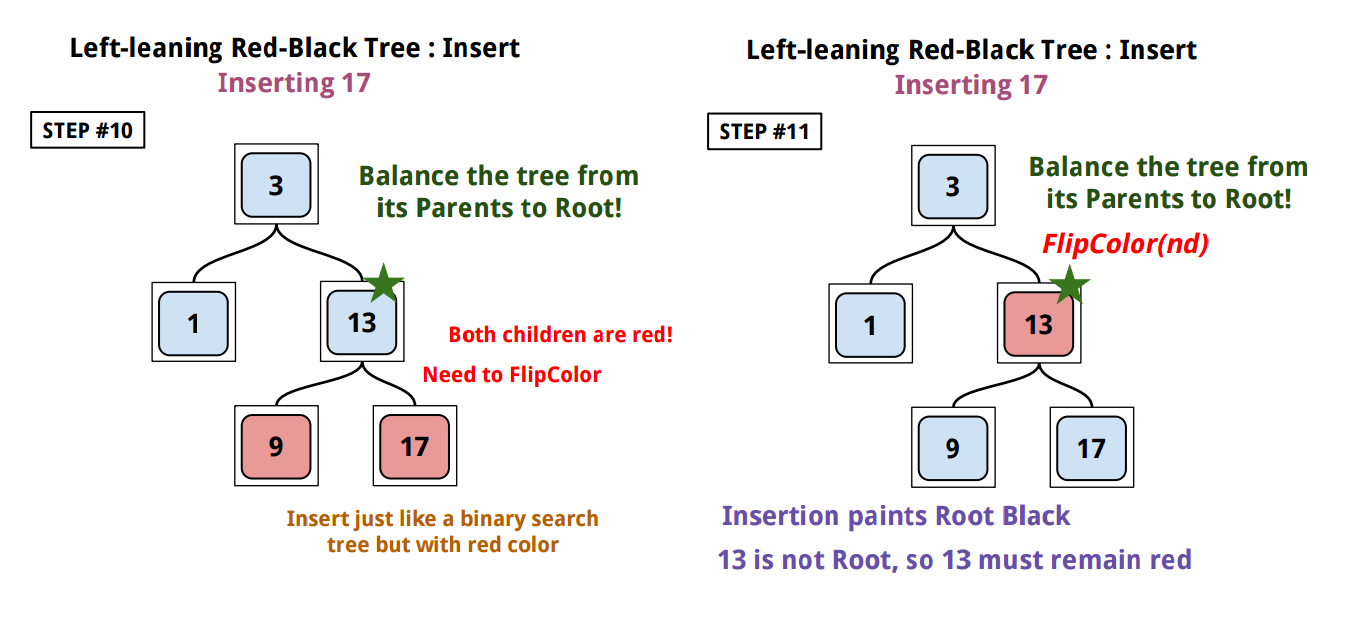 Left-leaning Red-Black Tree : Insert
Inserting 17
STEP #10
3
Balance the tree from
its Parents to Root!
1
13
Both children are red!
Need to FlipColor
9
17
Insert just like a binary search
tree but with red color
Left-leaning Red-Black Tree : Insert
Inserting 17
STEP #11
3
Balance the tree from
its Parents to Root!
FlipColor(nd)
1
13
9
17
Insertion paints Root Black
13 is not Root, so 13 must remain red